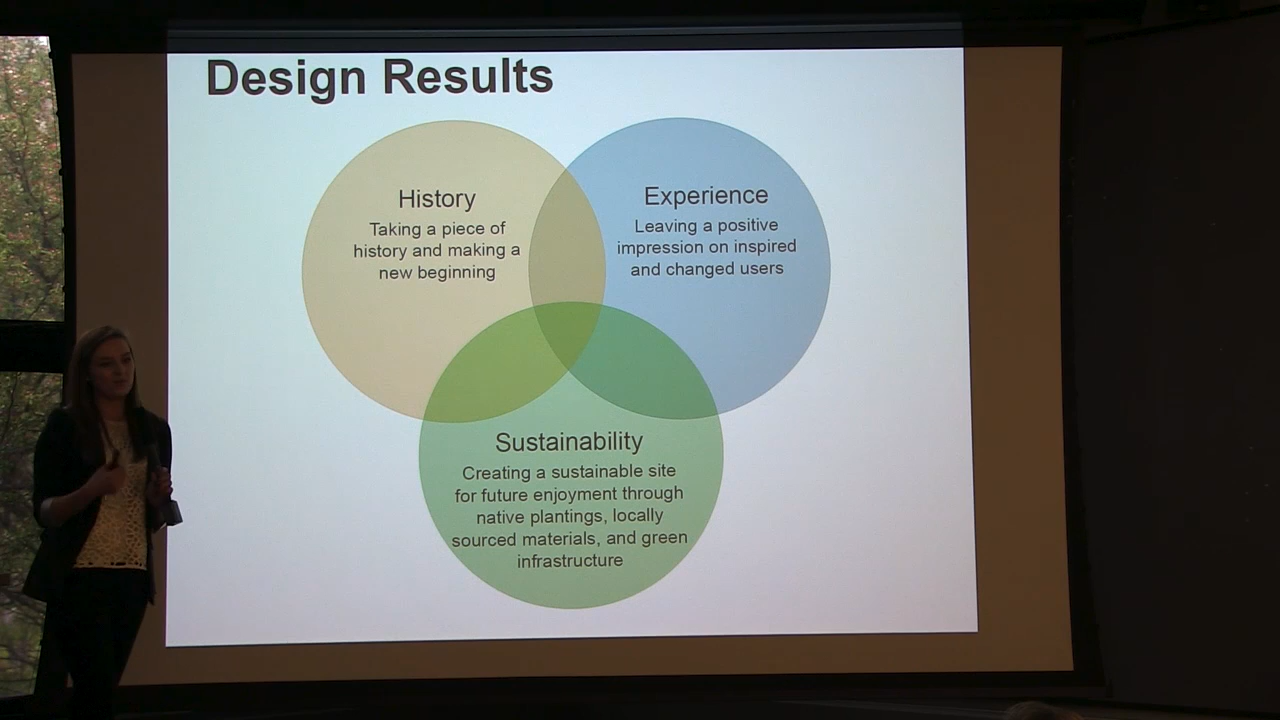 Design Results
History
Taking a piece of
history and making a
new beginning
Experience
Leaving a positive
impression on inspired
and changed users
Sustainability
Creating a sustainable site
for future enjoyment through
native plantings, locally
sourced materials, and green
infrastructure